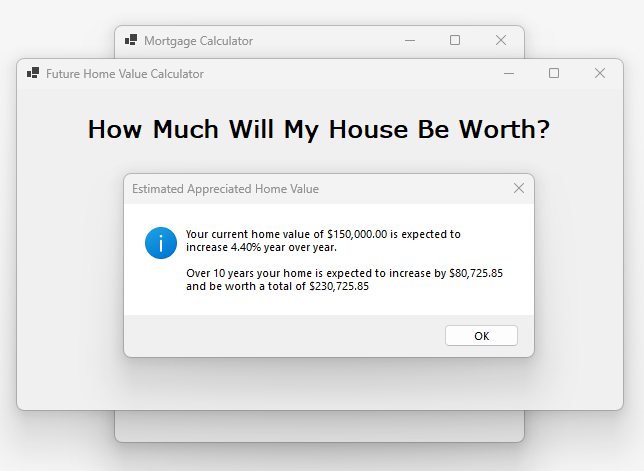 Mortgage Calculator
Future Home Value Calculator
How Much Will My House Be Worth?
Estimated Appreciated Home Value
Your current home value of $150,000.00 is expected to
increase 4.40% year over year.
Over 10 years your home is expected to increase by $80,725.85
and be worth a total of $230,725.85
OK